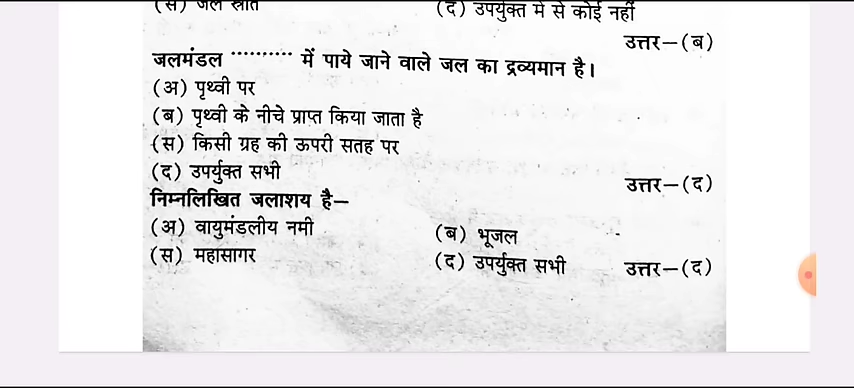 (स) जल स्रोत (द) उपर्युक्त में से कोई नहीं
उत्तर–(ब)
जलमंडल .......... में पाये जाने वाले जल का द्रव्यमान है।
(अ) पृथ्वी पर
(ब) पृथ्वी के नीचे प्राप्त किया जाता है
(स) किसी ग्रह की ऊपरी सतह पर
(द) उपर्युक्त सभी उत्तर–(द)
निम्नलिखित जलाशय है–
(अ) वायुमंडलीय नमी (ब) भूजल
(स) महासागर (द) उपर्युक्त सभी उत्तर–(द)